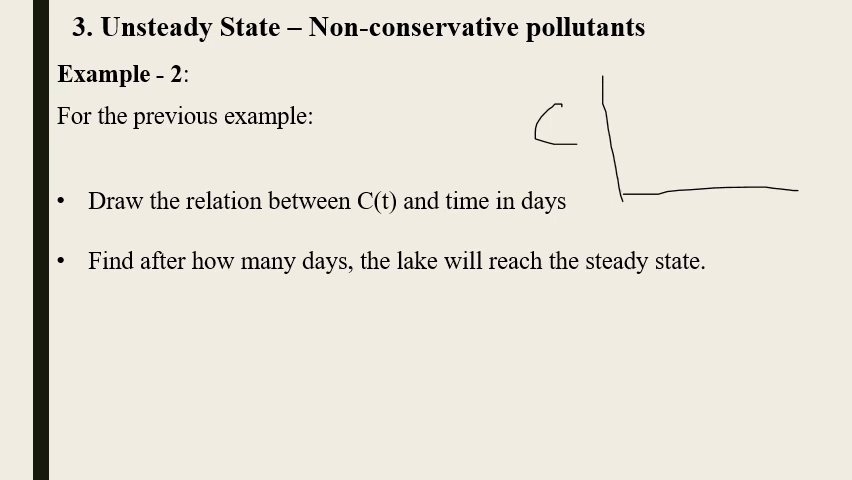 3. Unsteady State – Non-conservative pollutants
Example - 2:
For the previous example:
C
• Draw the relation between C(t) and time in days
• Find after how many days, the lake will reach the steady state.